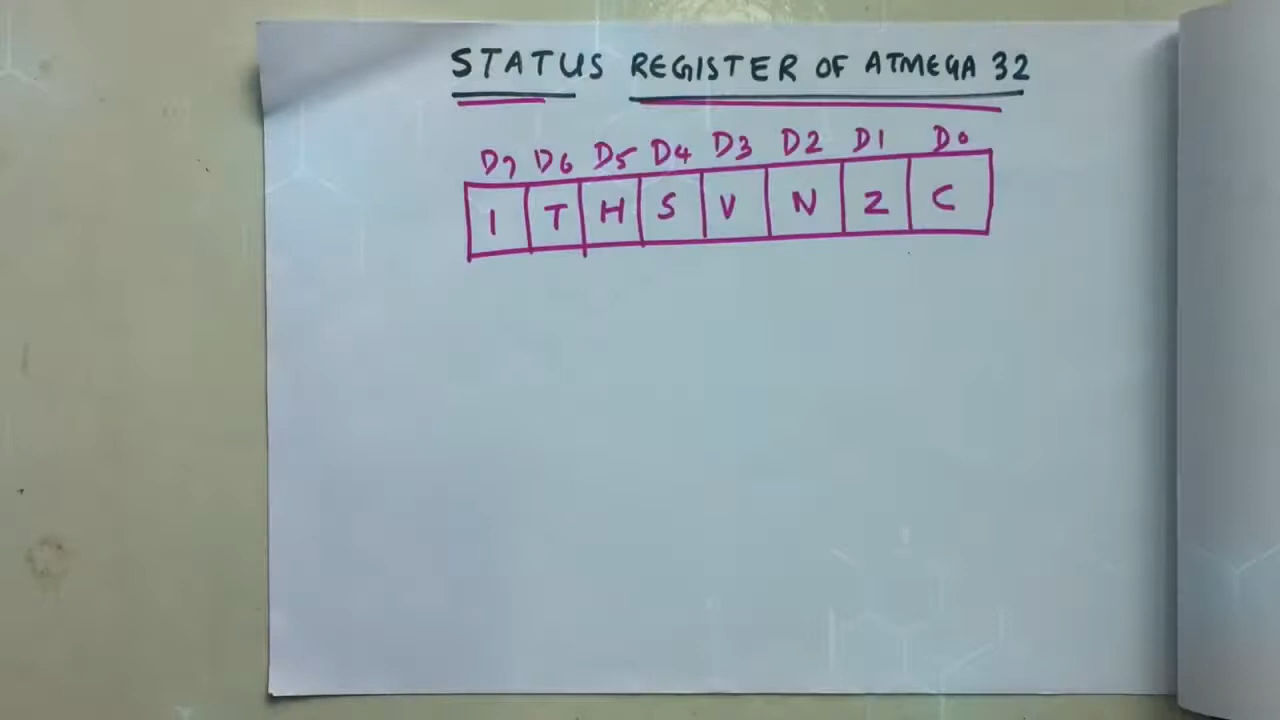 STATUS REGISTER OF ATMEGA 32
D7 D6 D5 D4 D3 D2 D1 D0
I T H S V N Z C